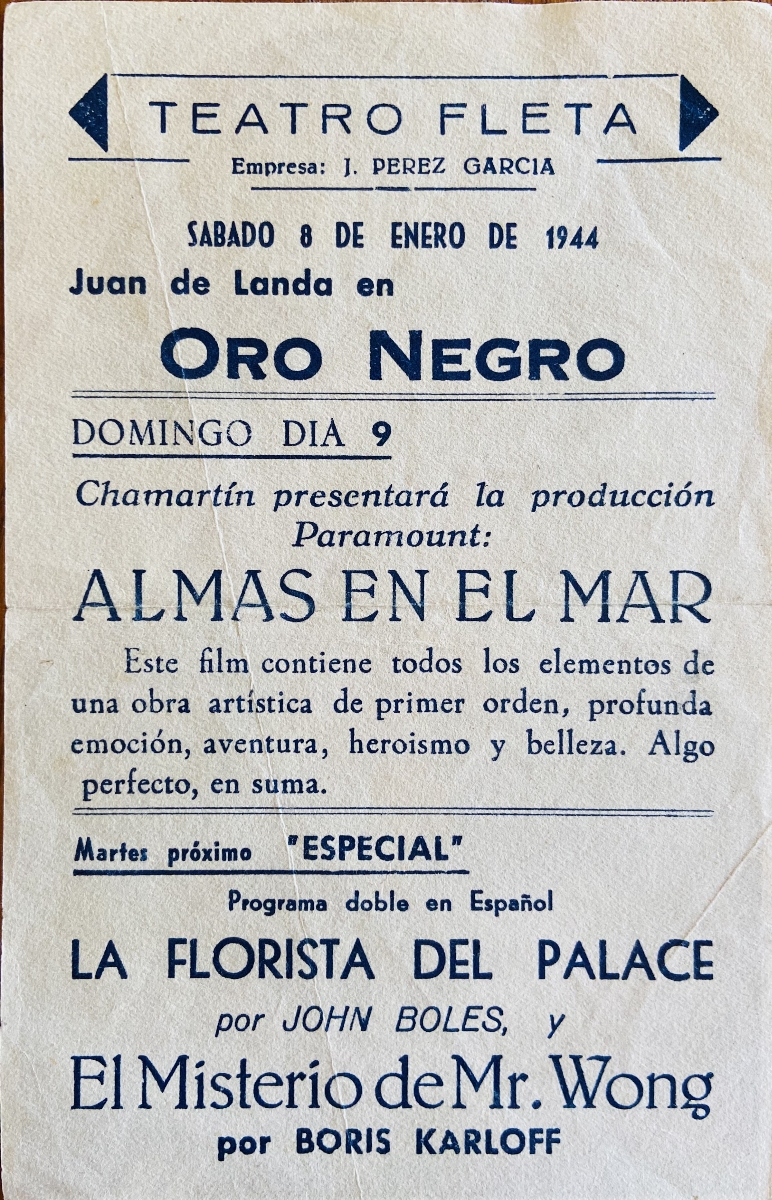 TEATRO FLETA
Empresa: J. PEREZ GARCIA
SABADO 8 DE ENERO DE 1944
Juan de Landa en
ORO NEGRO
DOMINGO DIA 9
Chamartín presentará la producción
Paramount:
ALMAS EN EL MAR
Este film contiene todos los elementos de
una obra artística de primer orden, profunda
emoción, aventura, heroismo y belleza. Algo
perfecto, en suma.
Martes próximo "ESPECIAL"
Programa doble en Español
LA FLORISTA DEL PALACE
por JOHN BOLES, y
El Misterio de Mr. Wong
por BORIS KARLOFF